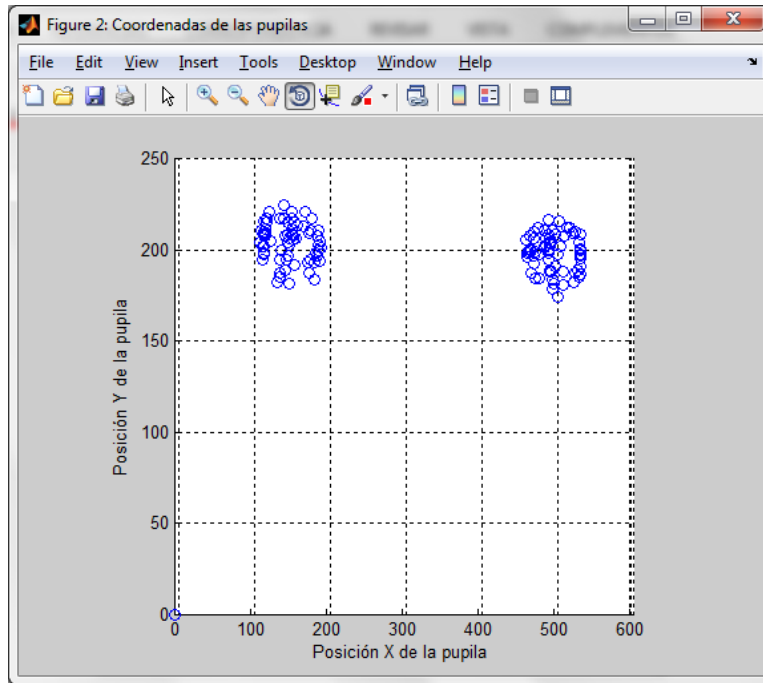 Figure 2: Coordenadas de las pupilas
File Edit View Insert Tools Desktop Window Help
250
200
150
100
50
0
Posición Y de la pupila
0 100 200 300 400 500 600
Posición X de la pupila